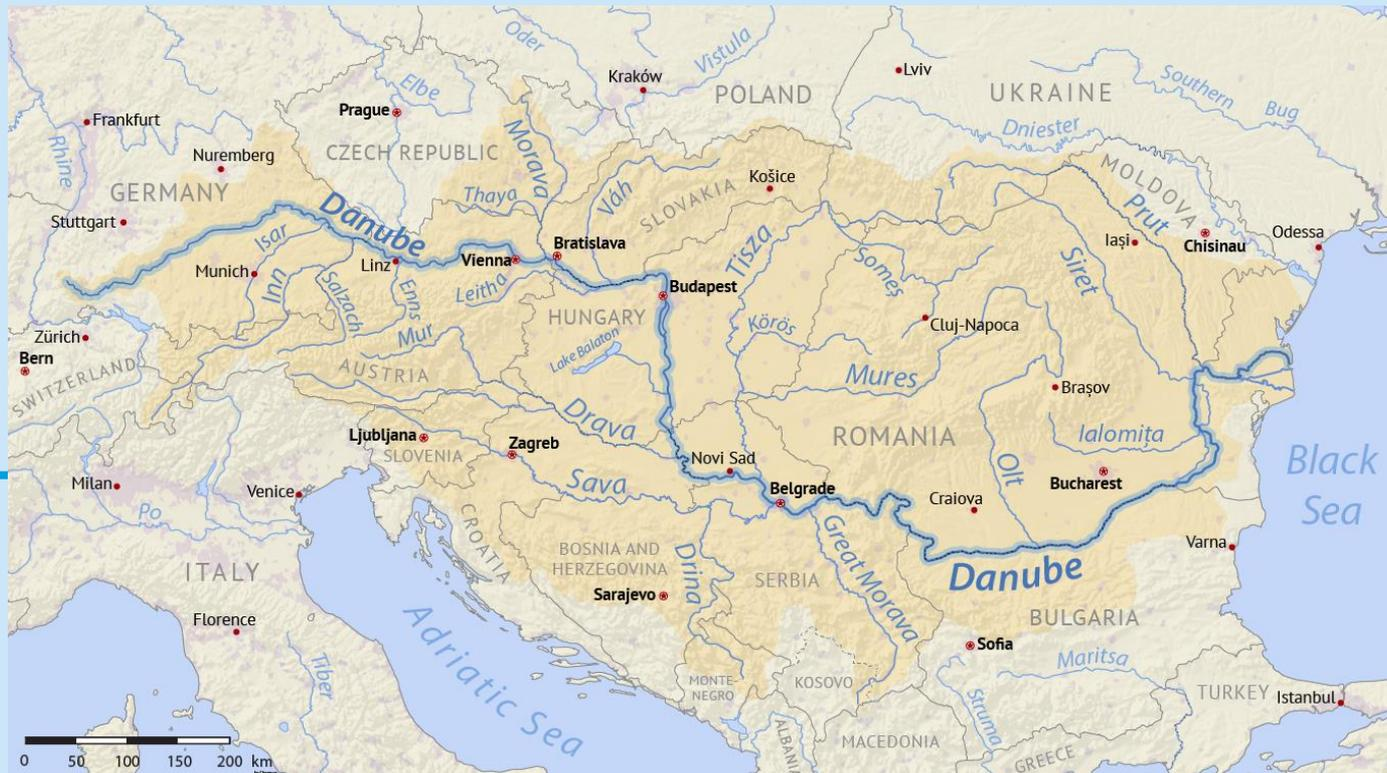 Oder
Vistula
Kraków
Lviv
POLAND
UKRAINE
Southern
Bug
Elbe
Prague
Frankfurt
Rhine
Morava
Dniester
CZECH REPUBLIC
Nuremberg
GERMANY
MOLDOVA
Košice
SLOVAKIA
Váh
Thaya
Danube
Stuttgart
Prut
Iași
Chisinau
Odessa
Isar
Bratislava
Tisza
Siret
Munich
Linz
Vienna
Someș
Inn
Salzach
Enns
Leitha
Budapest
HUNGARY
Cluj-Napoca
Körös
Zürich
Mur
Lake Balaton
Bern
SWITZERLAND
AUSTRIA
Mures
Brașov
Drava
Ljubljana
SLOVENIA
Zagreb
ROMANIA
Ialomița
Novi Sad
Olt
Black
Sea
Milan
Venice
Sava
Belgrade
Bucharest
Craiova
Po
CROATIA
Great Morava
Varna
ITALY
BOSNIA AND
HERZEGOVINA
Drina
SERBIA
Danube
Sarajevo
BULGARIA
Florence
Adriatic Sea
Sofia
Maritsa
Tiber
MONTE-
NEGRO
KOSOVO
Struma
TURKEY
Istanbul
ALBANIA
MACEDONIA
GREECE
0 50 100 150 200 km